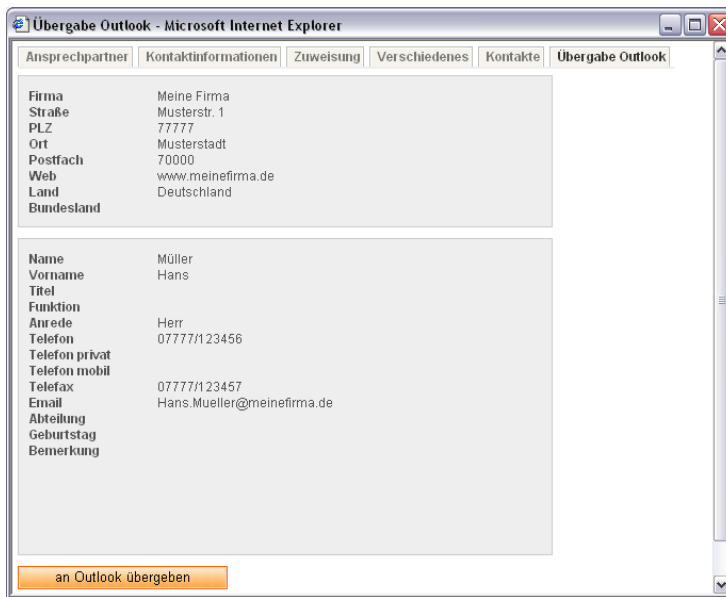 Übergabe Outlook - Microsoft Internet Explorer
Ansprechpartner Kontaktinformationen Zuweisung Verschiedenes Kontakte Übergabe Outlook
Firma Meine Firma
Straße Musterstr. 1
PLZ 77777
Ort Musterstadt
Postfach 70000
Web www.meinefirma.de
Land Deutschland
Bundesland
Name Müller
Vorname Hans
Titel
Funktion
Anrede Herr
Telefon 07777/123456
Telefon privat
Telefon mobil
Telefax 07777/123457
Email Hans.Mueller@meinefirma.de
Abteilung
Geburtstag
Bemerkung
an Outlook übergeben